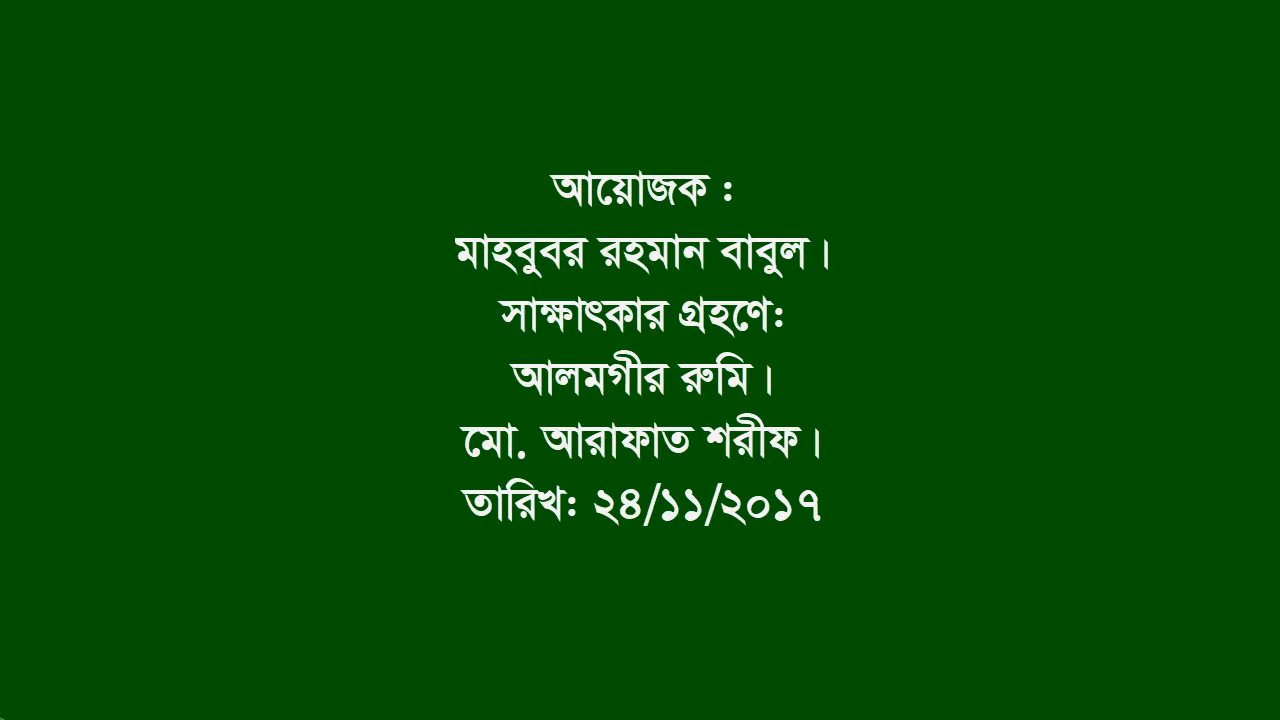 আয়োজক :
মাহবুবর রহমান বাবুল।
সাক্ষাৎকার গ্রহণে:
আলমগীর রুমি।
মো. আরাফাত শরীফ।
তারিখ: ২৪/১১/২০১৭